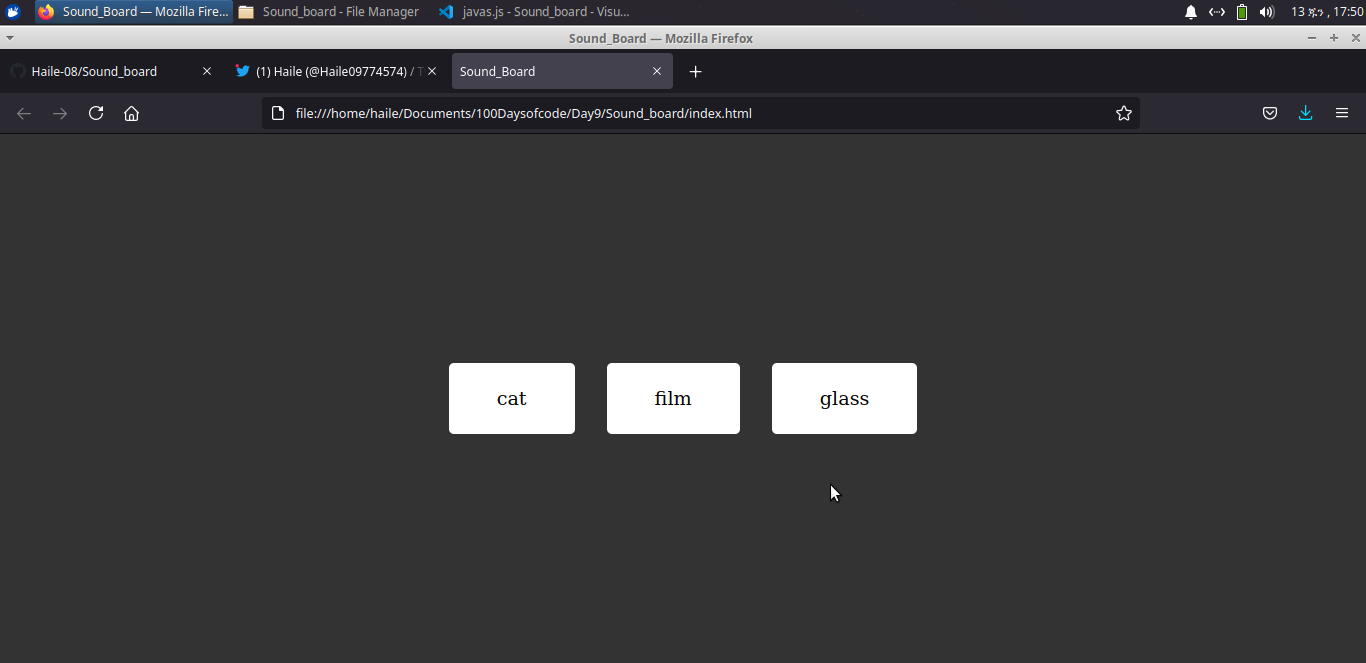 Sound_Board — Mozilla Fire... Sound_board - File Manager javas.js - Sound_board - Visu... 13 ጁን , 17:50
Sound_Board — Mozilla Firefox
Haile-08/Sound_board (1) Haile (@Haile09774574) / T Sound_Board
file:///home/haile/Documents/100Daysofcode/Day9/Sound_board/index.html
cat film glass